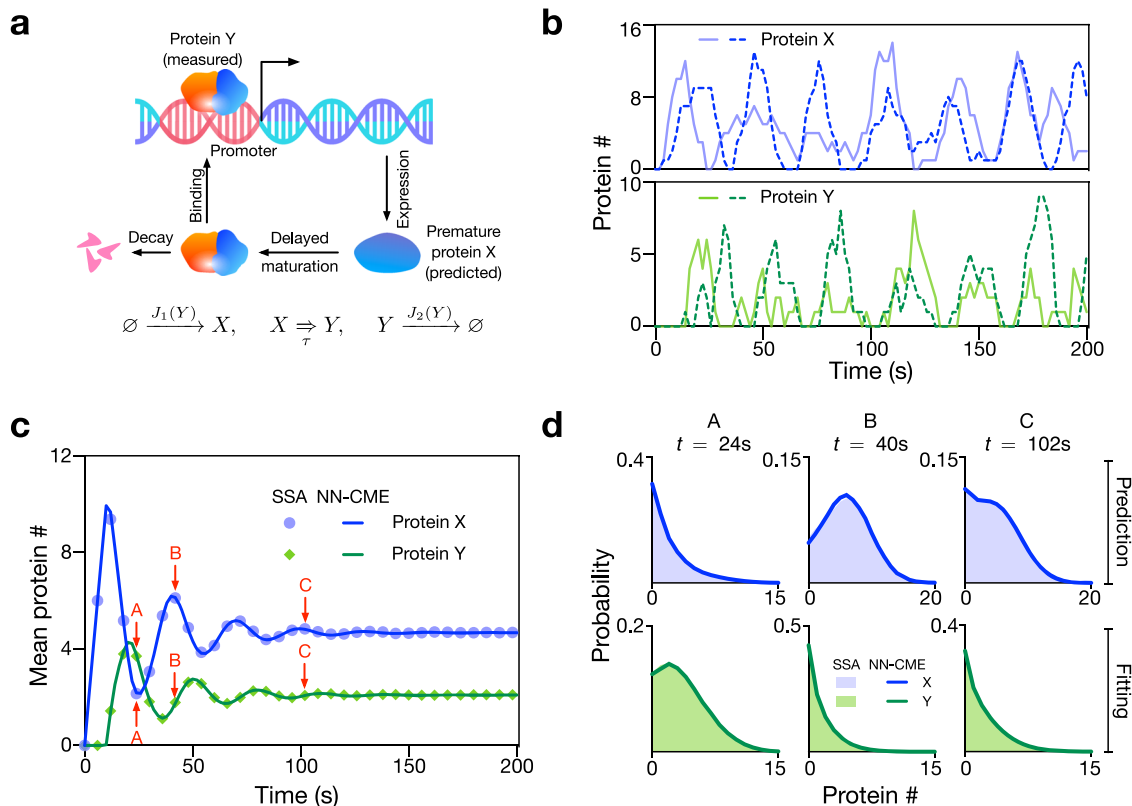 a
Protein Y
(measured)
Promoter
Binding
Expression
Decay
Delayed
maturation
Premature
protein X
(predicted)
∅ J₁(Y) → X, X ⇒ Y, τ Y J₂(Y) → ∅
b
16
8
0
Protein X
10
5
0
Protein Y
Protein #
0 50 100 150 200
Time (s)
c
12
8
4
0
Mean protein #
SSA NN-CME
Protein X
Protein Y
A
B
C
B
C
A
0 50 100 150 200
Time (s)
d
A B C
t = 24s t = 40s t = 102s
0.4 0.15 0.15
Prediction
0 15 0 20 0 20
Probability
0.2 0.5 0.4
SSA NN-CME
X
Y
Fitting
0 15 0 15 0 15
Protein #